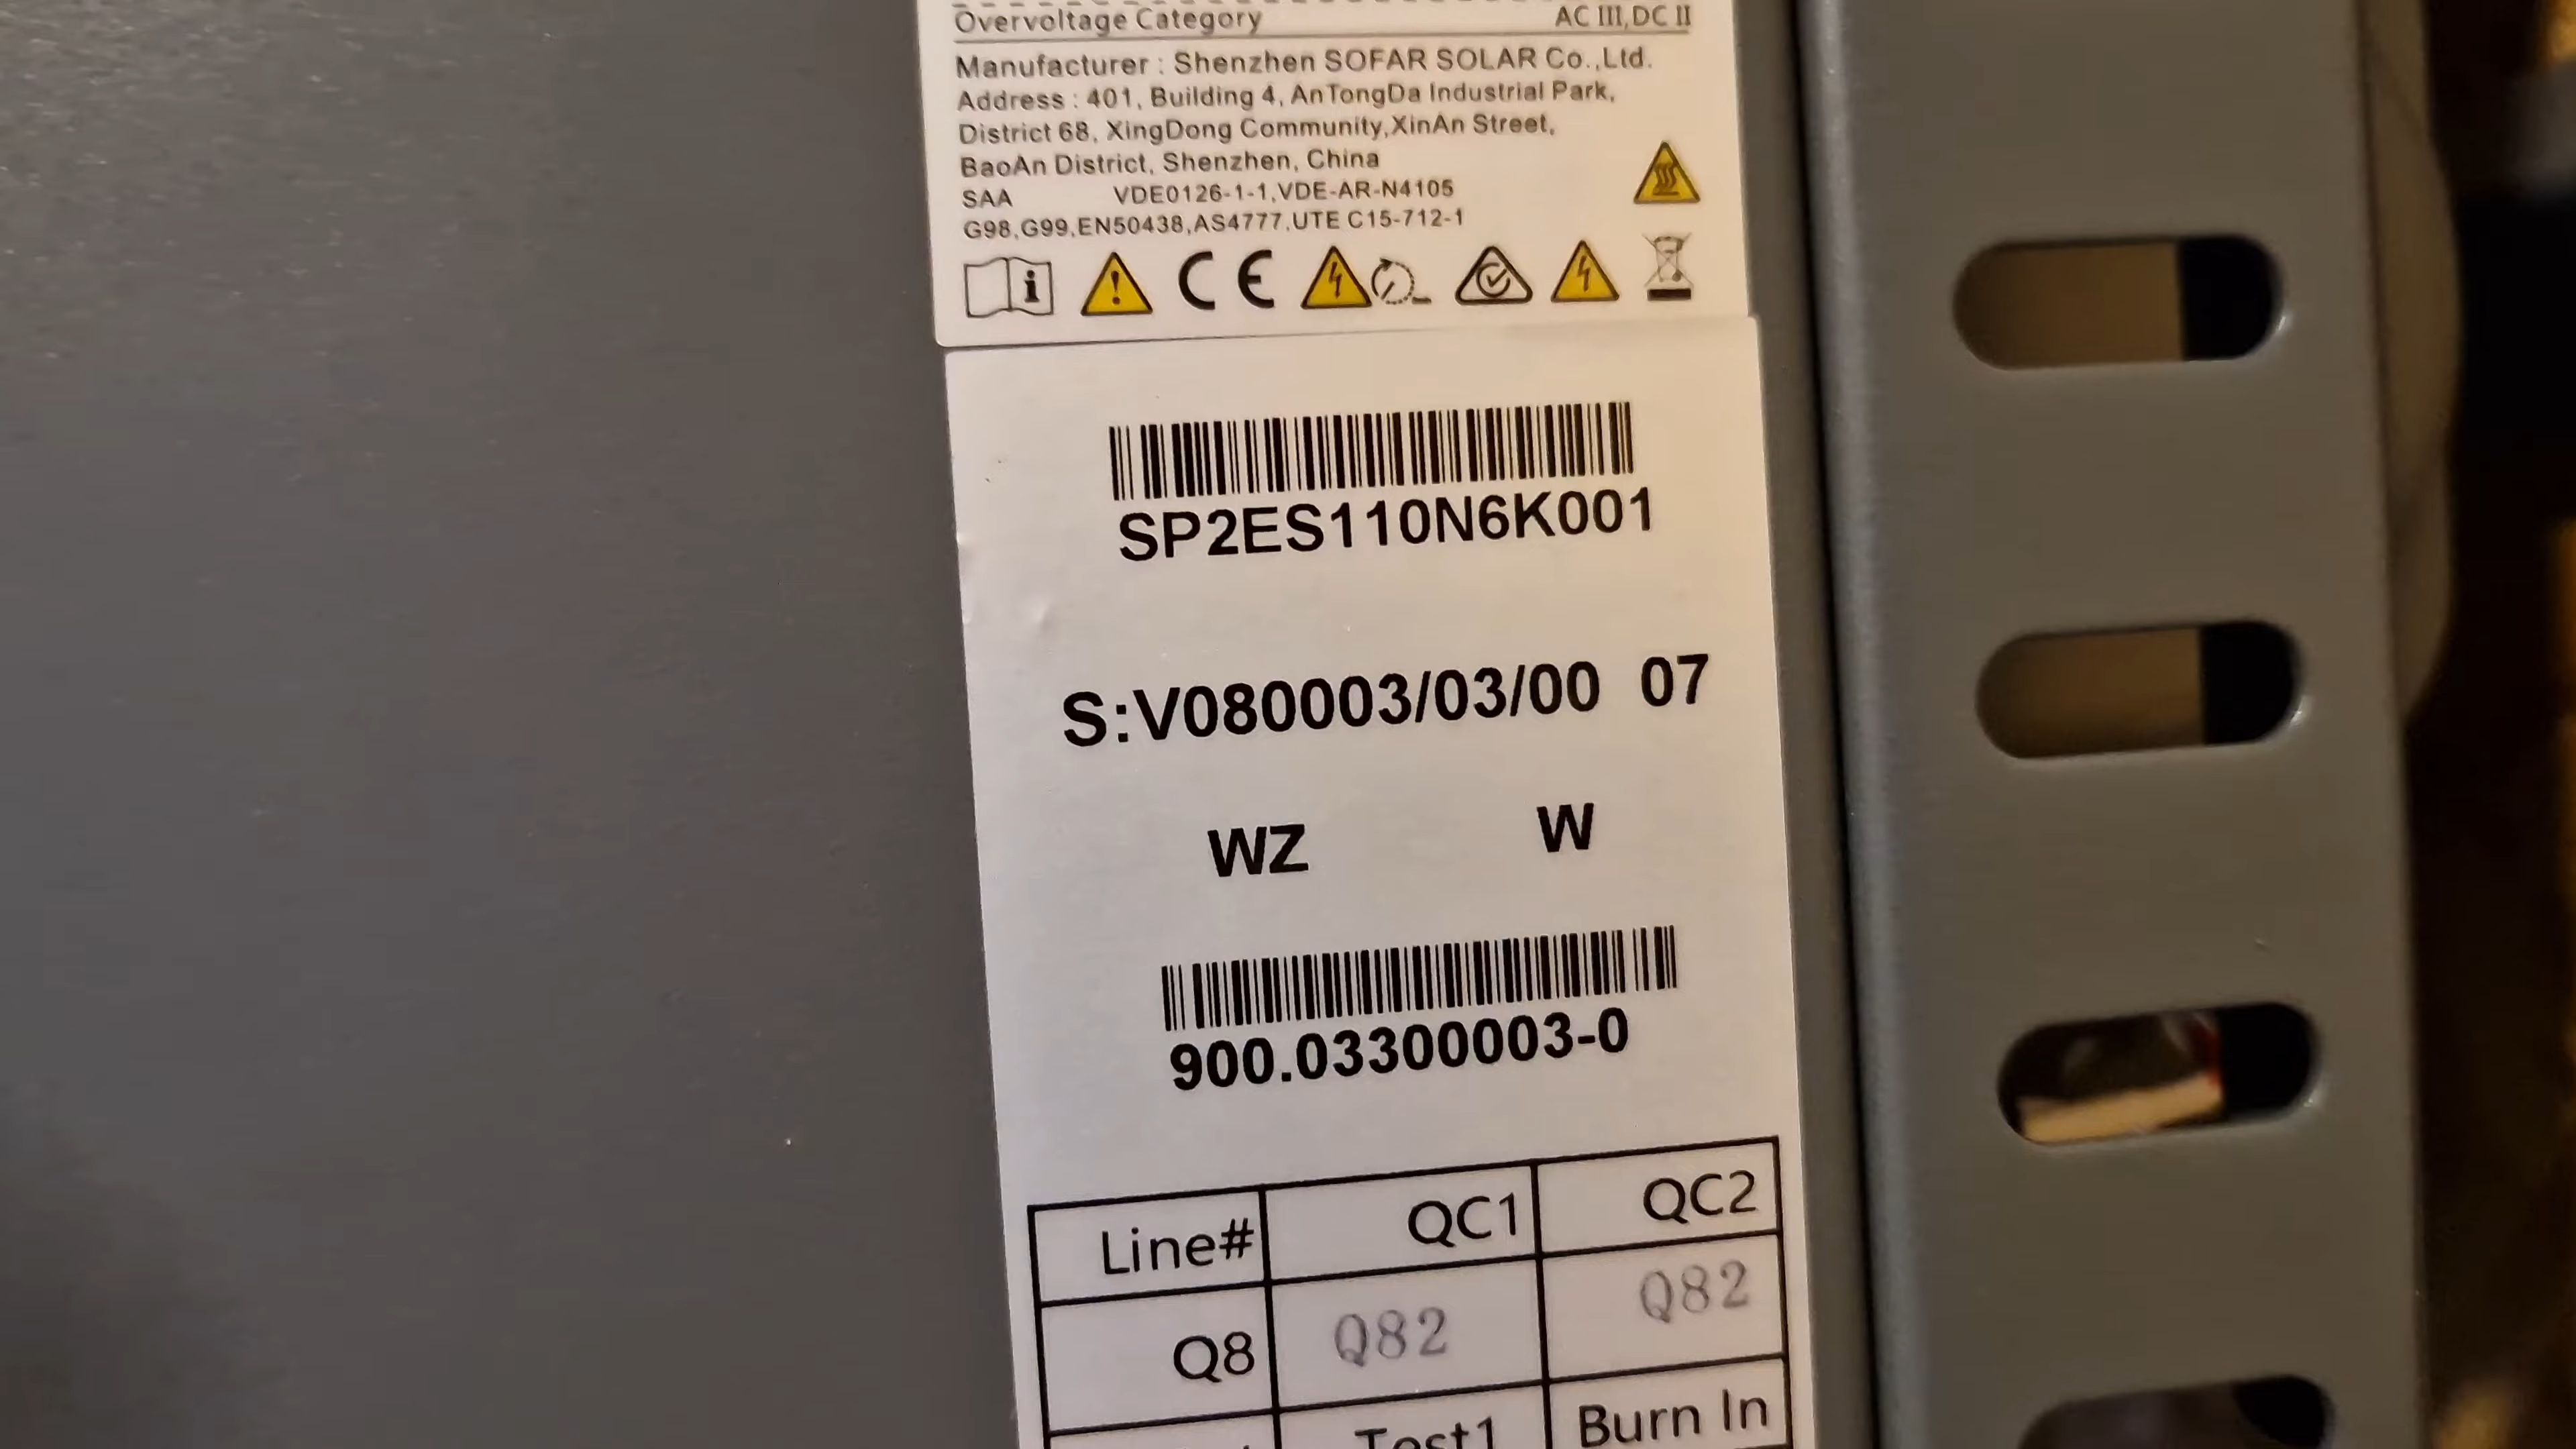 Overvoltage Category AC III,DC II
Manufacturer : Shenzhen SOFAR SOLAR Co.,Ltd.
Address : 401, Building 4, AnTongDa Industrial Park,
District 68, XingDong Community,XinAn Street,
BaoAn District, Shenzhen, China
SAA VDE0126-1-1,VDE-AR-N4105
G98,G99,EN50438,AS4777,UTE C15-712-1
i ! CE
SP2ES110N6K001
S:V080003/03/00 07
WZ W
900.03300003-0
Line# QC1 QC2
Q8 Q82 Q82
Test1 Burn In